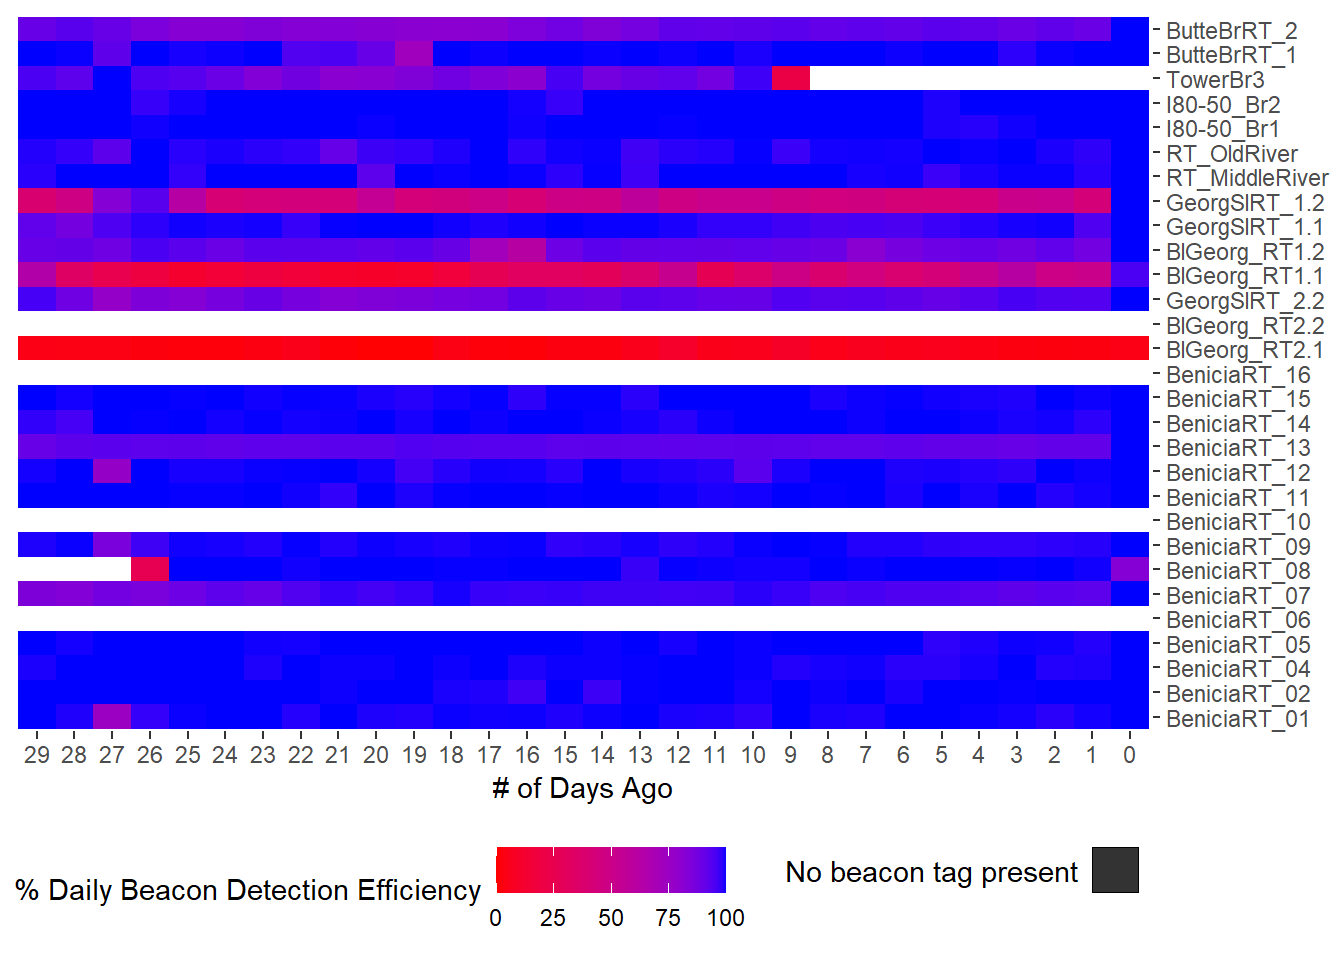 ButteBrRT_2
ButteBrRT_1
TowerBr3
I80-50_Br2
I80-50_Br1
RT_OldRiver
RT_MiddleRiver
GeorgSlRT_1.2
GeorgSlRT_1.1
BlGeorg_RT1.2
BlGeorg_RT1.1
GeorgSlRT_2.2
BlGeorg_RT2.2
BlGeorg_RT2.1
BeniciaRT_16
BeniciaRT_15
BeniciaRT_14
BeniciaRT_13
BeniciaRT_12
BeniciaRT_11
BeniciaRT_10
BeniciaRT_09
BeniciaRT_08
BeniciaRT_07
BeniciaRT_06
BeniciaRT_05
BeniciaRT_04
BeniciaRT_02
BeniciaRT_01
29 28 27 26 25 24 23 22 21 20 19 18 17 16 15 14 13 12 11 10 9 8 7 6 5 4 3 2 1 0
# of Days Ago
% Daily Beacon Detection Efficiency
0 25 50 75 100
No beacon tag present